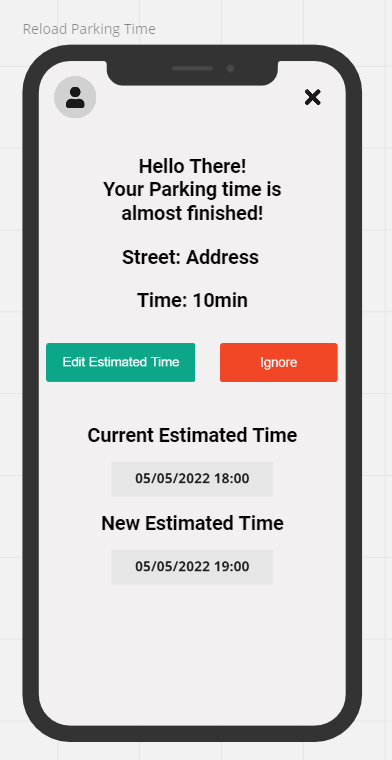 Reload Parking Time
Hello There!
Your Parking time is
almost finished!
Street: Address
Time: 10min
Edit Estimated Time
Ignore
Current Estimated Time
05/05/2022 18:00
New Estimated Time
05/05/2022 19:00